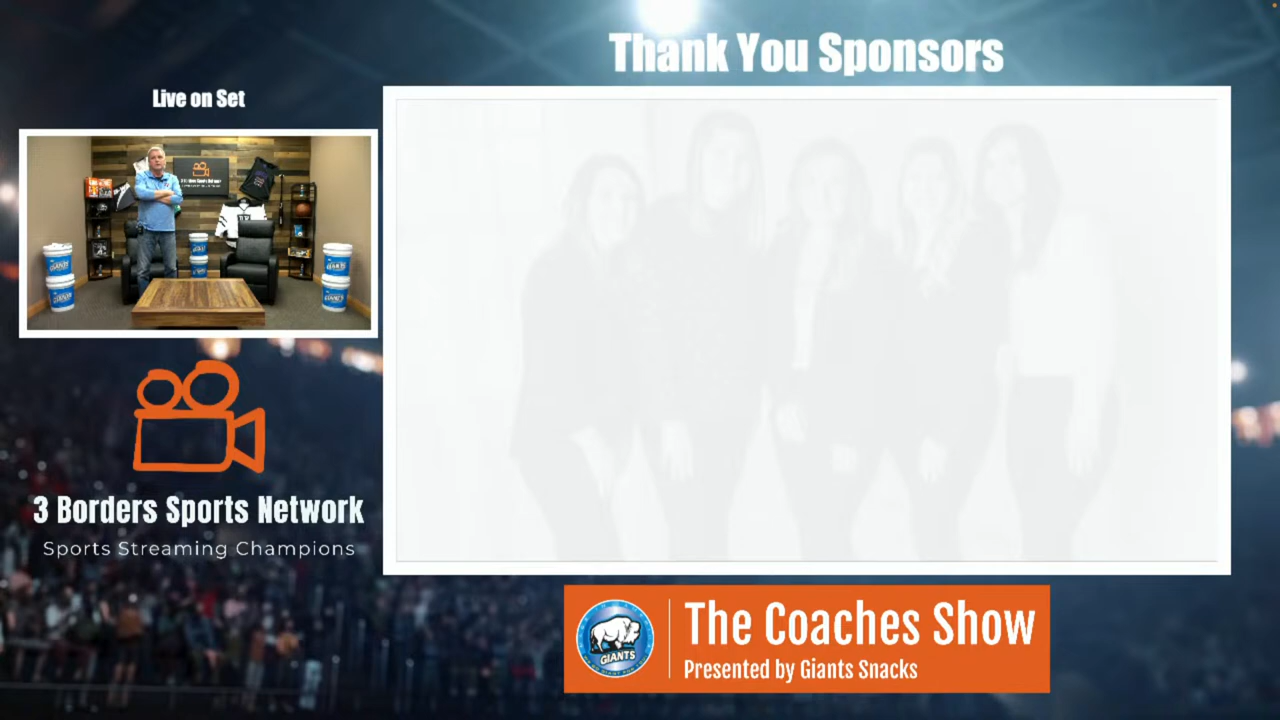 Thank You Sponsors
Live on Set
3 Borders Sports Network
Sports Streaming Champions
GIANTS
The Coaches Show
Presented by Giants Snacks